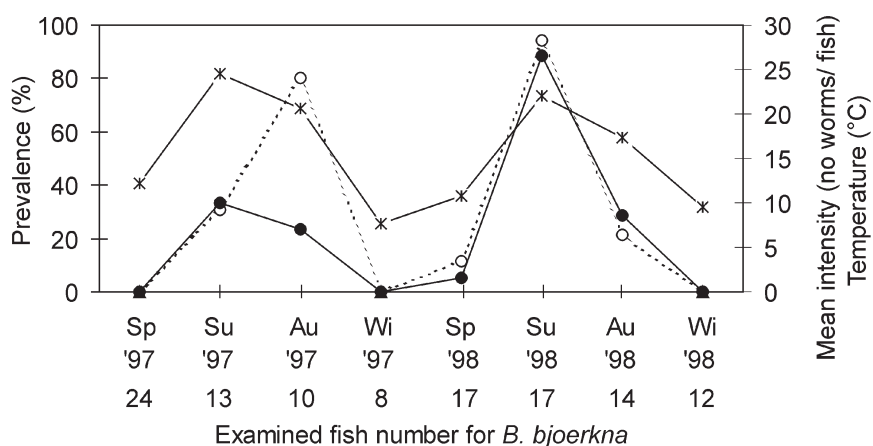 100
80
60
40
20
0
Prevalence (%)
30
25
20
15
10
5
0
Mean intensity (no worms/ fish)
Temperature (°C)
Sp Su Au Wi Sp Su Au Wi
'97 '97 '97 '97 '98 '98 '98 '98
24 13 10 8 17 17 14 12
Examined fish number for B. bjoerkna